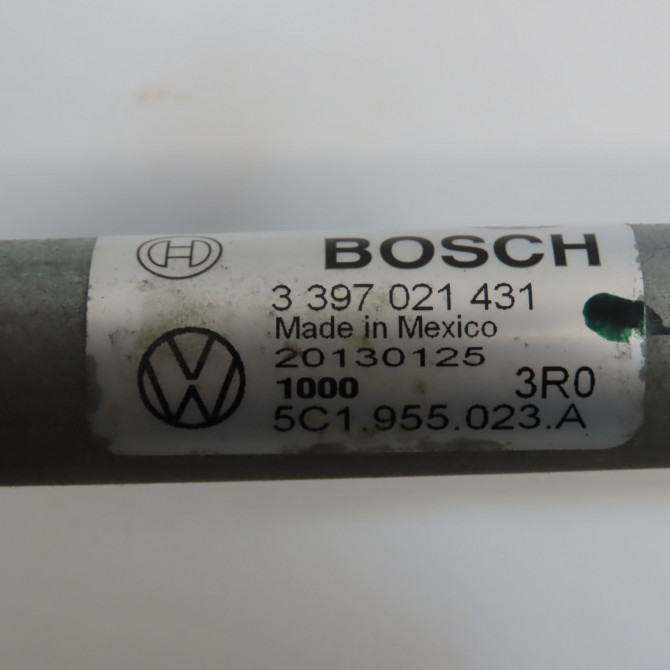 BOSCH
3 397 021 431
Made in Mexico
20130125
1000 3R0
5C1.955.023.A